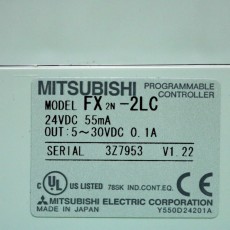 MITSUBISHI PROGRAMMABLE CONTROLLER
MODEL FX2N-2LC
24VDC 55mA
OUT: 5～30VDC 0.1A
SERIAL 3Z7953 V1.22
C UL US LISTED 78SK IND.CONT.EQ.
MITSUBISHI ELECTRIC CORPORATION
MADE IN JAPAN Y550D24201A